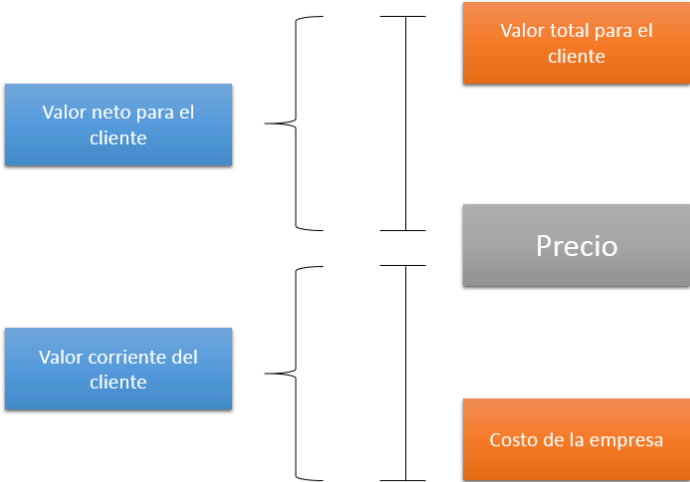 Valor total para el
cliente
Valor neto para el
cliente
Precio
Valor corriente del
cliente
Costo de la empresa